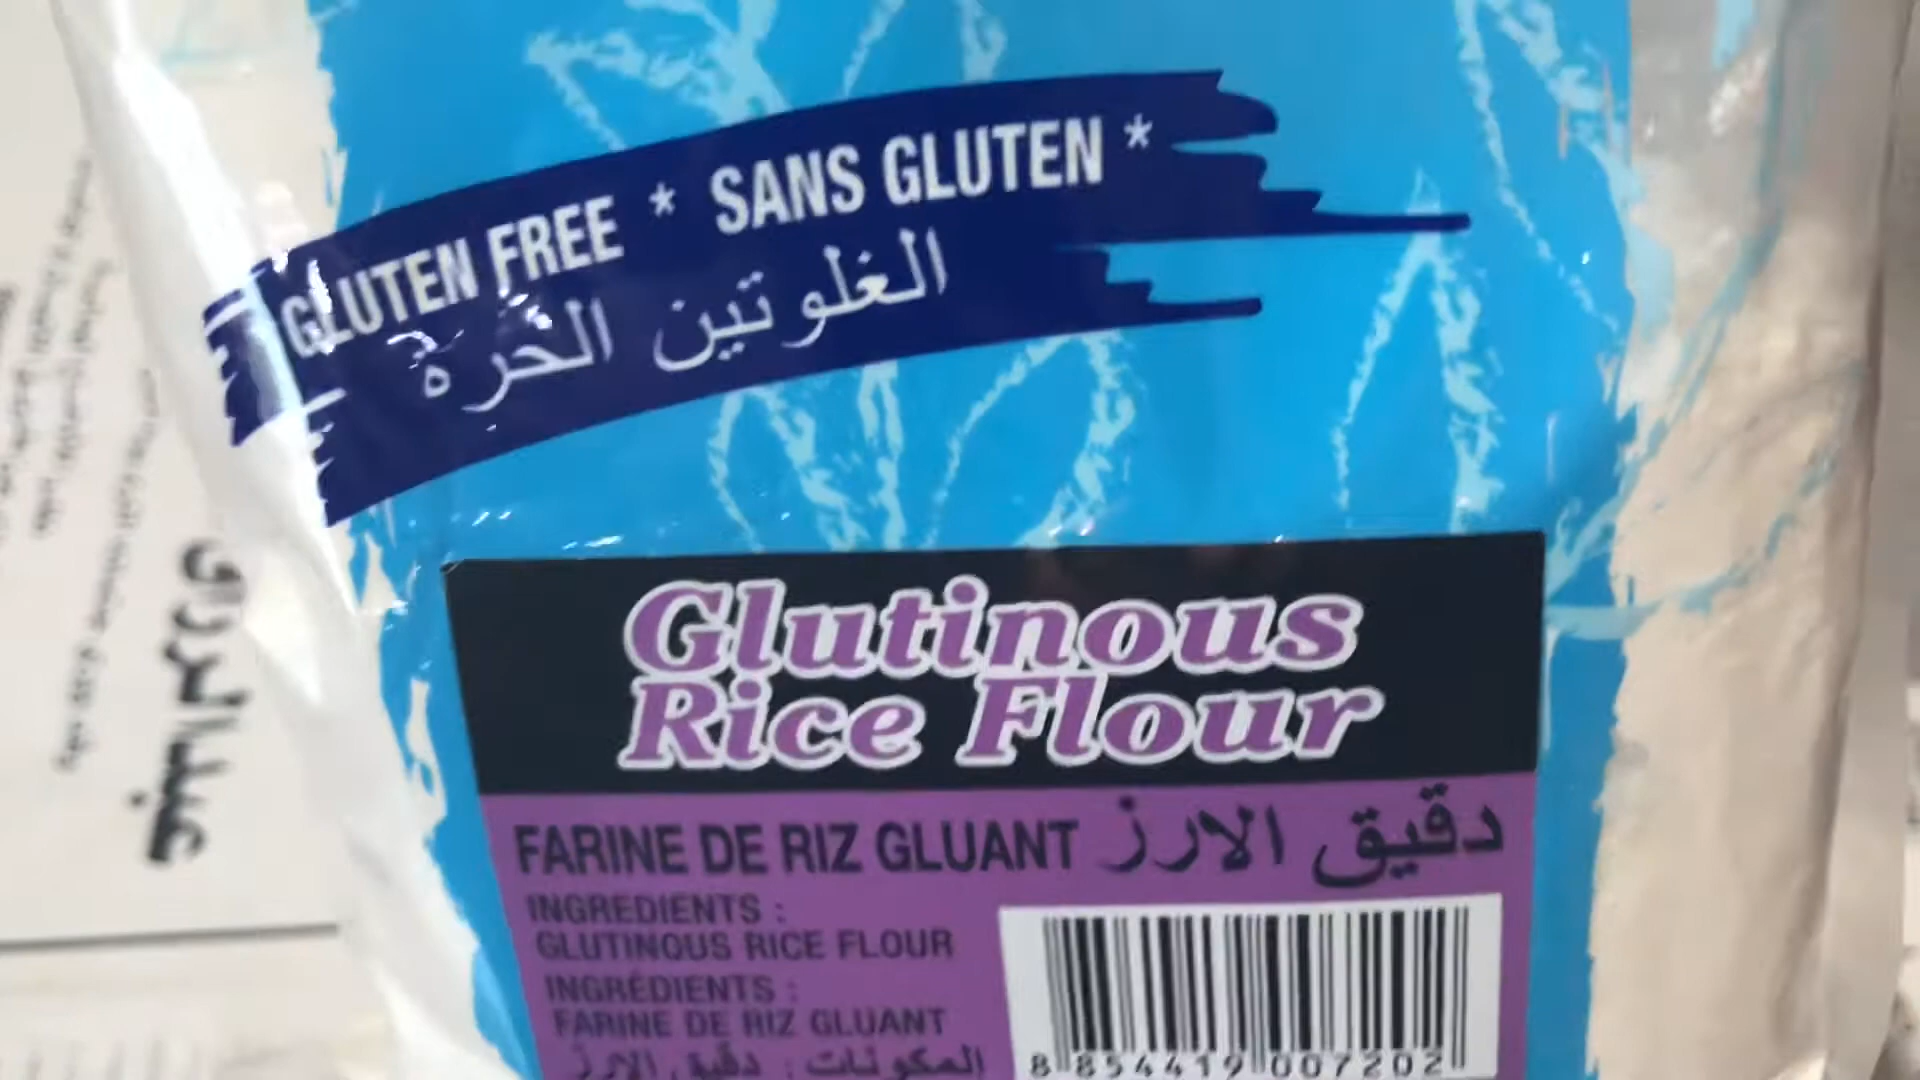 GLUTEN FREE * SANS GLUTEN *
الغلوتين الحرة
Glutinous
Rice Flour
FARINE DE RIZ GLUANT دقيق الارز
INGREDIENTS :
GLUTINOUS RICE FLOUR
INGRÉDIENTS :
FARINE DE RIZ GLUANT
المكونات : دقيق الارز
8 854419 007202